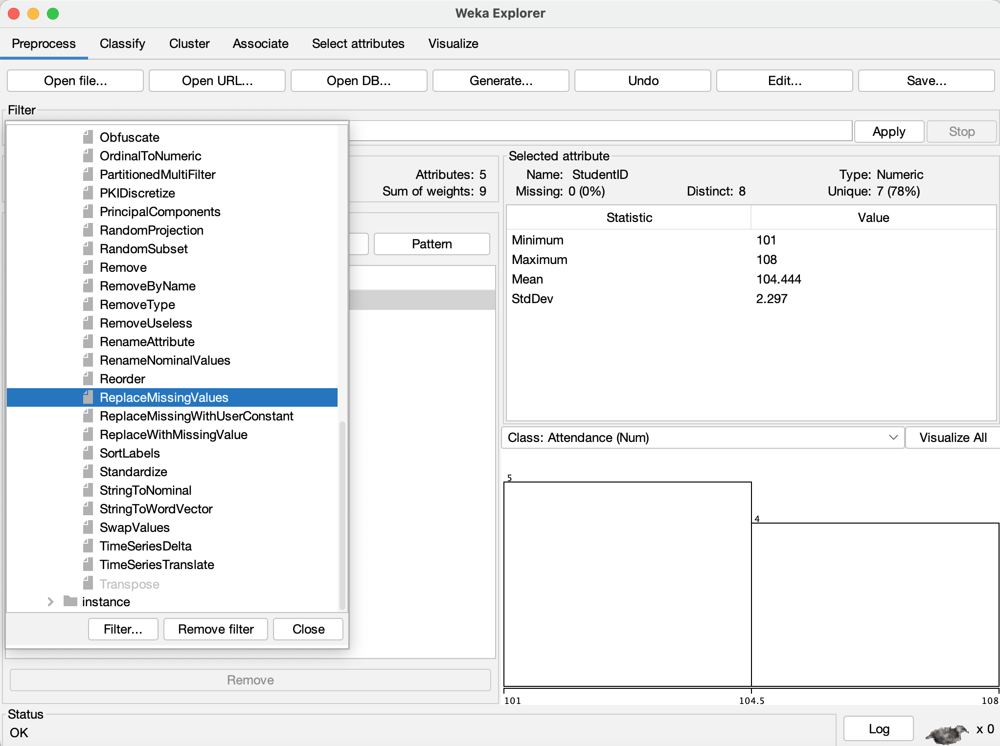 Weka Explorer
Preprocess Classify Cluster Associate Select attributes Visualize
Open file... Open URL... Open DB... Generate... Undo Edit... Save...
Filter
Apply Stop
Obfuscate
OrdinalToNumeric
PartitionedMultiFilter
PKIDiscretize
PrincipalComponents
RandomProjection
RandomSubset
Remove
RemoveByName
RemoveType
RemoveUseless
RenameAttribute
RenameNominalValues
Reorder
ReplaceMissingValues
ReplaceMissingWithUserConstant
ReplaceWithMissingValue
SortLabels
Standardize
StringToNominal
StringToWordVector
SwapValues
TimeSeriesDelta
TimeSeriesTranslate
Transpose
instance
Filter... Remove filter Close
Attributes: 5
Sum of weights: 9
Pattern
Remove
Selected attribute
Name: StudentID Type: Numeric
Missing: 0 (0%) Distinct: 8 Unique: 7 (78%)
Statistic Value
Minimum 101
Maximum 108
Mean 104.444
StdDev 2.297
Class: Attendance (Num) Visualize All
5
4
101 104.5 108
Status
OK
Log x 0